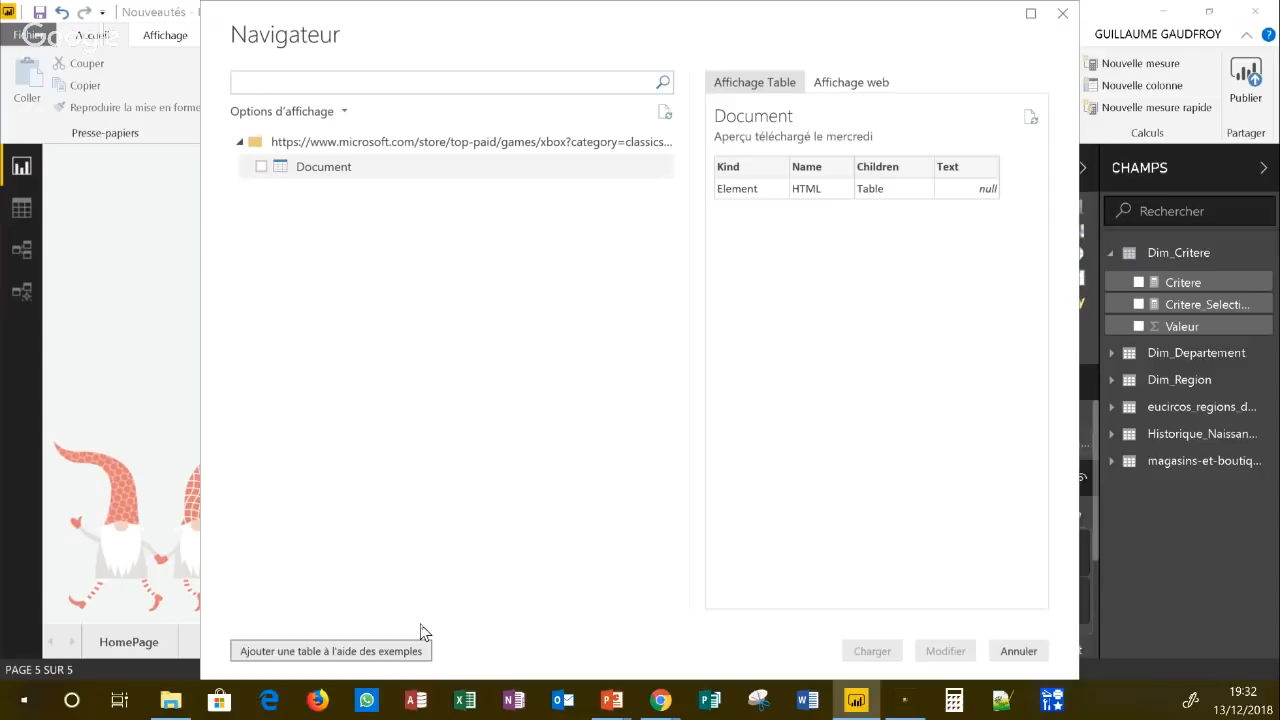 Nouveautés
Google
Fichier Accueil Affichage
Couper
Copier
Coller
Reproduire la mise en forme
Presse-papiers
Navigateur
Options d'affichage
https://www.microsoft.com/store/top-paid/games/xbox?category=classics...
Document
Affichage Table Affichage web
Document
Aperçu téléchargé le mercredi
Kind Name Children Text
Element HTML Table null
Ajouter une table à l'aide des exemples
Charger Modifier Annuler
GUILLAUME GAUDFROY
Nouvelle mesure
Nouvelle colonne
Nouvelle mesure rapide
Publier
Calculs Partager
CHAMPS
Rechercher
Dim_Critere
Critere
Critere_Selecti...
Valeur
Dim_Departement
Dim_Region
eucircos_regions_d...
Historique_Naissan...
magasins-et-boutiq...
HomePage
PAGE 5 SUR 5
19:32
13/12/2018